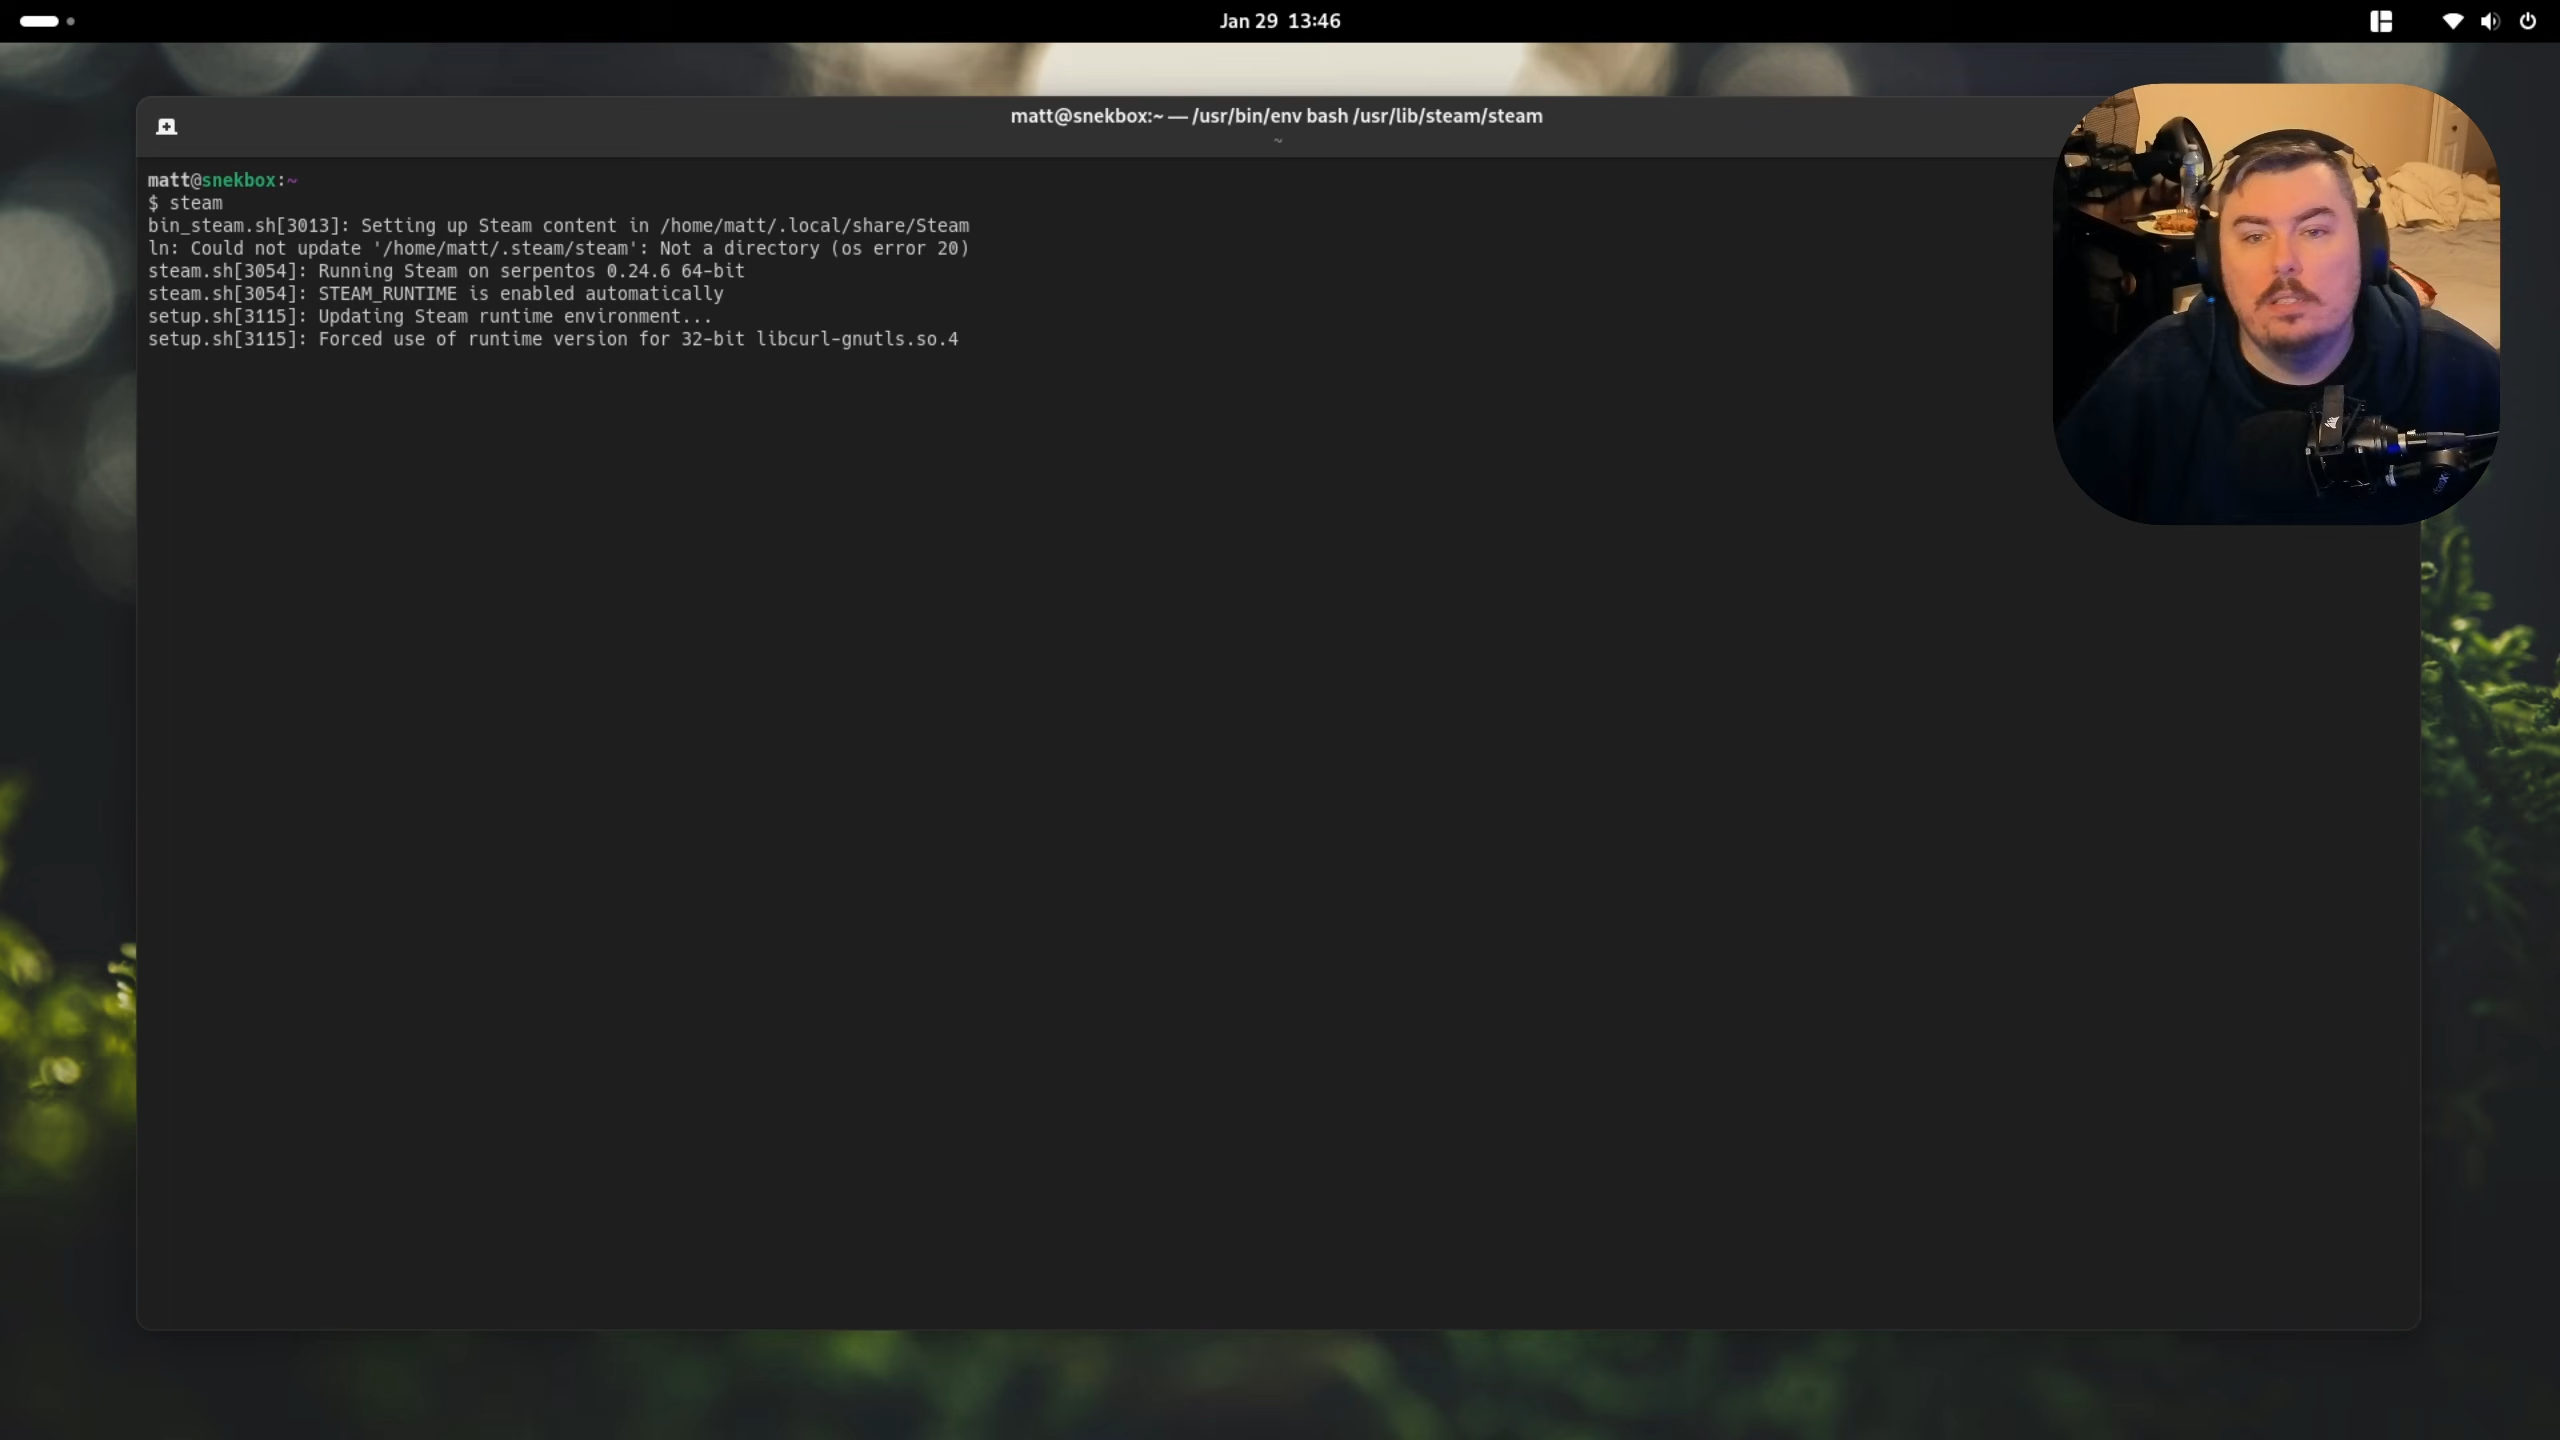 Jan 29 13:46
matt@snekbox:~ — /usr/bin/env bash /usr/lib/steam/steam
~
matt@snekbox:~
$ steam
bin_steam.sh[3013]: Setting up Steam content in /home/matt/.local/share/Steam
ln: Could not update '/home/matt/.steam/steam': Not a directory (os error 20)
steam.sh[3054]: Running Steam on serpentos 0.24.6 64-bit
steam.sh[3054]: STEAM_RUNTIME is enabled automatically
setup.sh[3115]: Updating Steam runtime environment...
setup.sh[3115]: Forced use of runtime version for 32-bit libcurl-gnutls.so.4